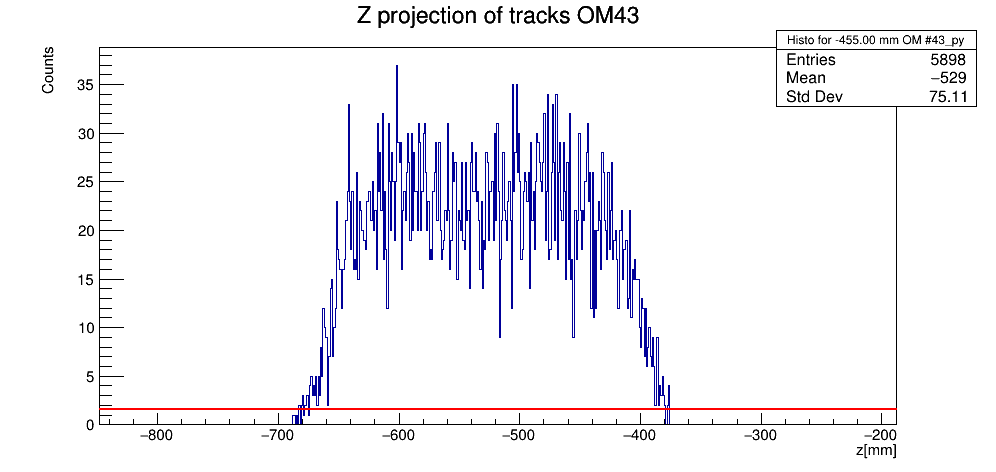 Z projection of tracks OM43
Histo for -455.00 mm OM #43_py
Entries 5898
Mean −529
Std Dev 75.11
Counts
35
30
25
20
15
10
5
0
−800 −700 −600 −500 −400 −300 −200
z[mm]